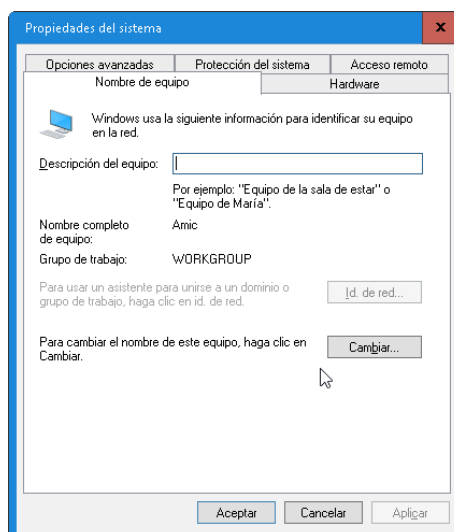 Propiedades del sistema
x
Opciones avanzadas
Protección del sistema
Acceso remoto
Nombre de equipo
Hardware
Windows usa la siguiente información para identificar su equipo
en la red.
Descripción del equipo:
Por ejemplo: "Equipo de la sala de estar" o
"Equipo de María".
Nombre completo
de equipo:
Amic
Grupo de trabajo:
WORKGROUP
Para usar un asistente para unirse a un dominio o
grupo de trabajo, haga clic en id. de red.
Id. de red...
Para cambiar el nombre de este equipo, haga clic en
Cambiar.
Cambiar...
Aceptar
Cancelar
Aplicar